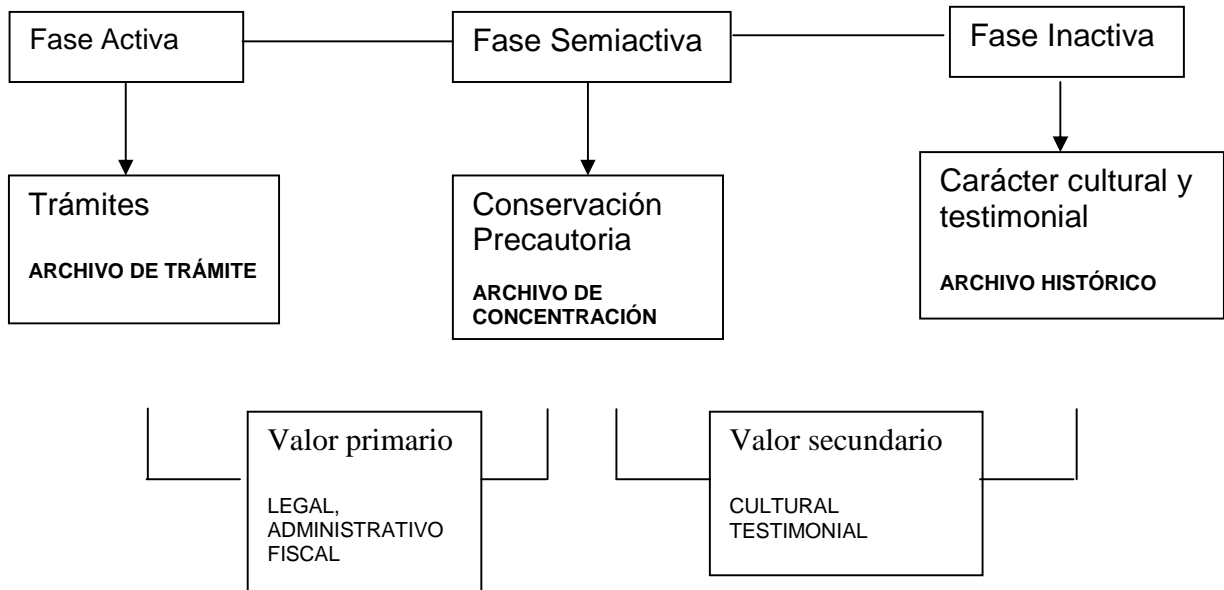 Fase Activa
Fase Semiactiva
Fase Inactiva
Trámites
ARCHIVO DE TRÁMITE
Conservación
Precautoria
ARCHIVO DE
CONCENTRACIÓN
Carácter cultural y
testimonial
ARCHIVO HISTÓRICO
Valor primario
LEGAL,
ADMINISTRATIVO
FISCAL
Valor secundario
CULTURAL
TESTIMONIAL